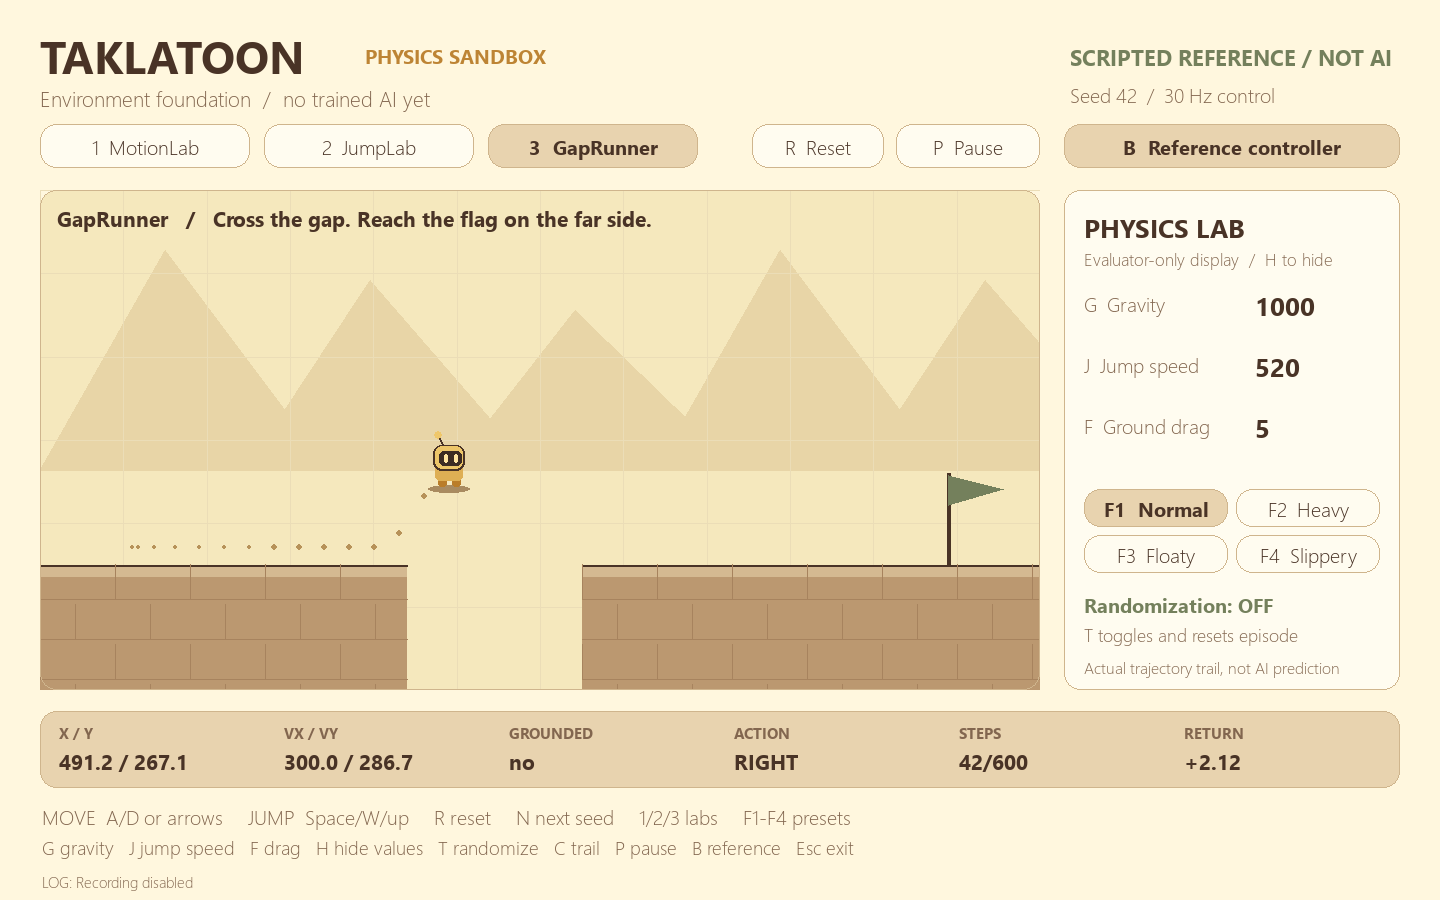 TAKLATOON PHYSICS SANDBOX SCRIPTED REFERENCE / NOT AI
Environment foundation / no trained AI yet Seed 42 / 30 Hz control
1 MotionLab 2 JumpLab 3 GapRunner R Reset P Pause B Reference controller
GapRunner / Cross the gap. Reach the flag on the far side.
PHYSICS LAB
Evaluator-only display / H to hide
G Gravity 1000
J Jump speed 520
F Ground drag 5
F1 Normal F2 Heavy
F3 Floaty F4 Slippery
Randomization: OFF
T toggles and resets episode
Actual trajectory trail, not AI prediction
X / Y VX / VY GROUNDED ACTION STEPS RETURN
491.2 / 267.1 300.0 / 286.7 no RIGHT 42/600 +2.12
MOVE A/D or arrows JUMP Space/W/up R reset N next seed 1/2/3 labs F1-F4 presets
G gravity J jump speed F drag H hide values T randomize C trail P pause B reference Esc exit
LOG: Recording disabled